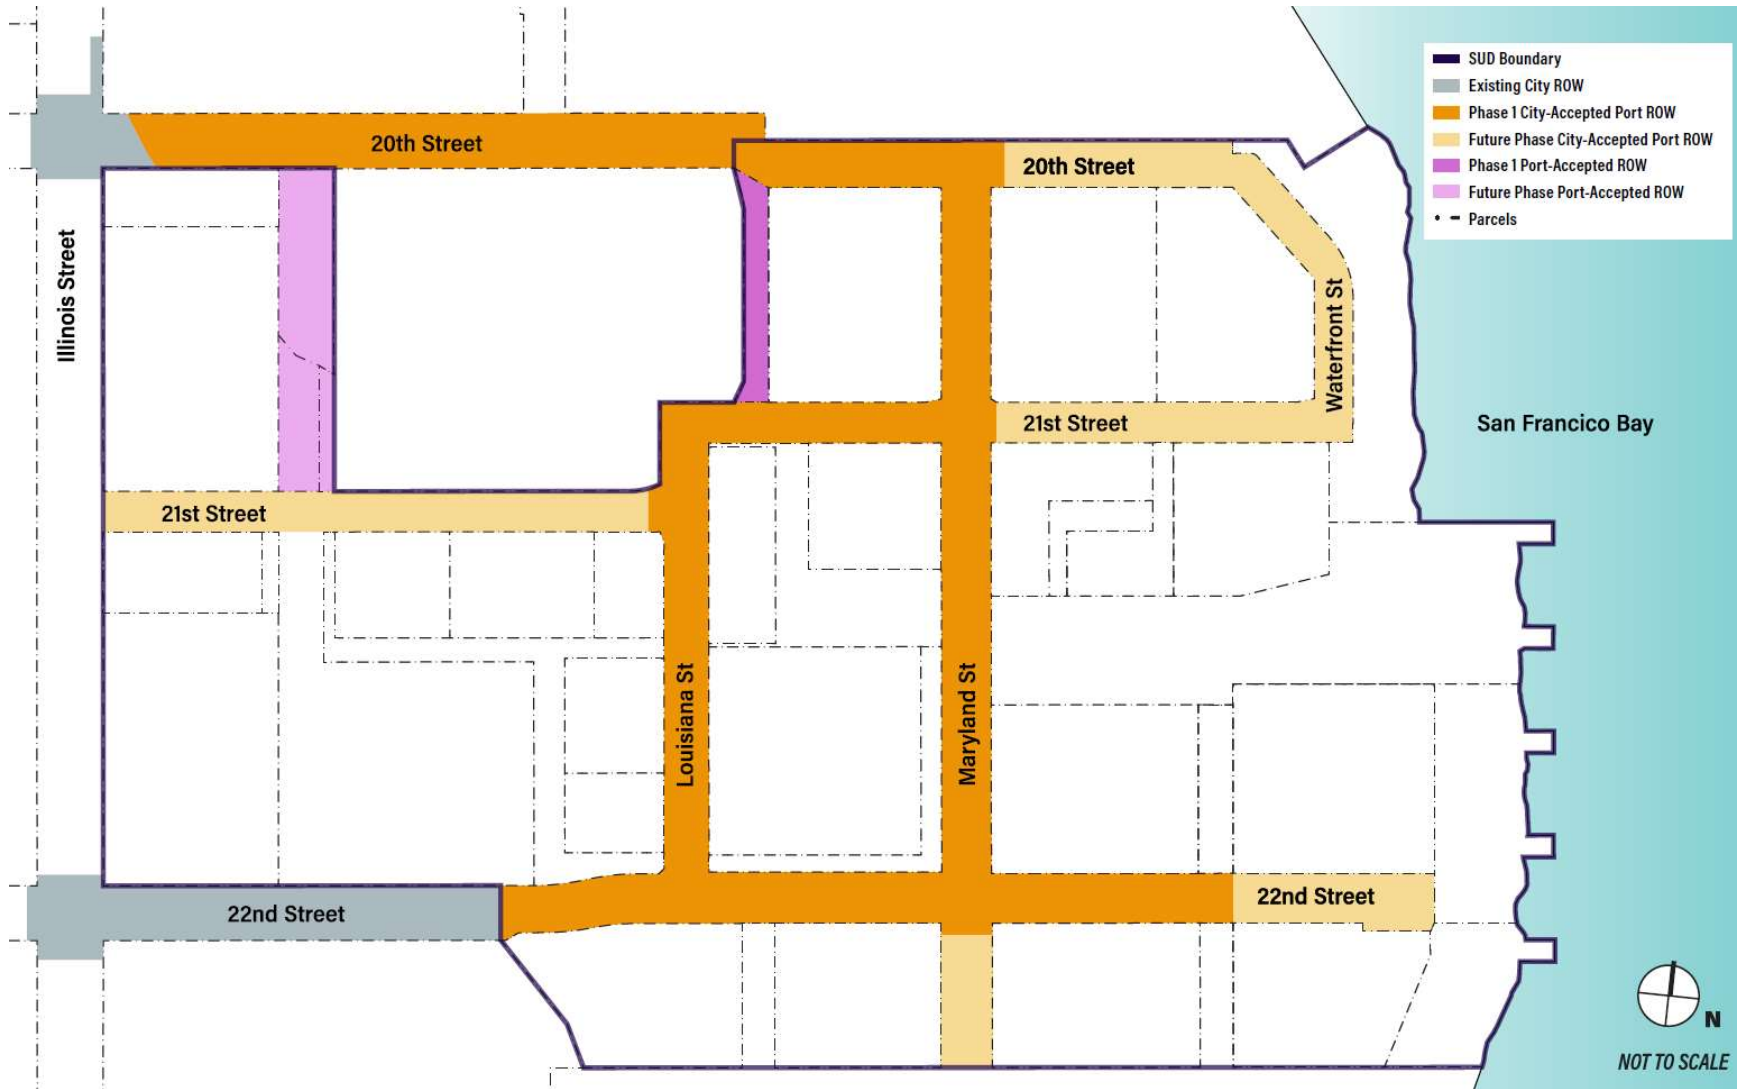 SUD Boundary
Existing City ROW
Phase 1 City-Accepted Port ROW
Future Phase City-Accepted Port ROW
Phase 1 Port-Accepted ROW
Future Phase Port-Accepted ROW
Parcels
20th Street
20th Street
Illinois Street
Waterfront St
21st Street
San Francico Bay
21st Street
Louisiana St
Maryland St
22nd Street
22nd Street
N
NOT TO SCALE